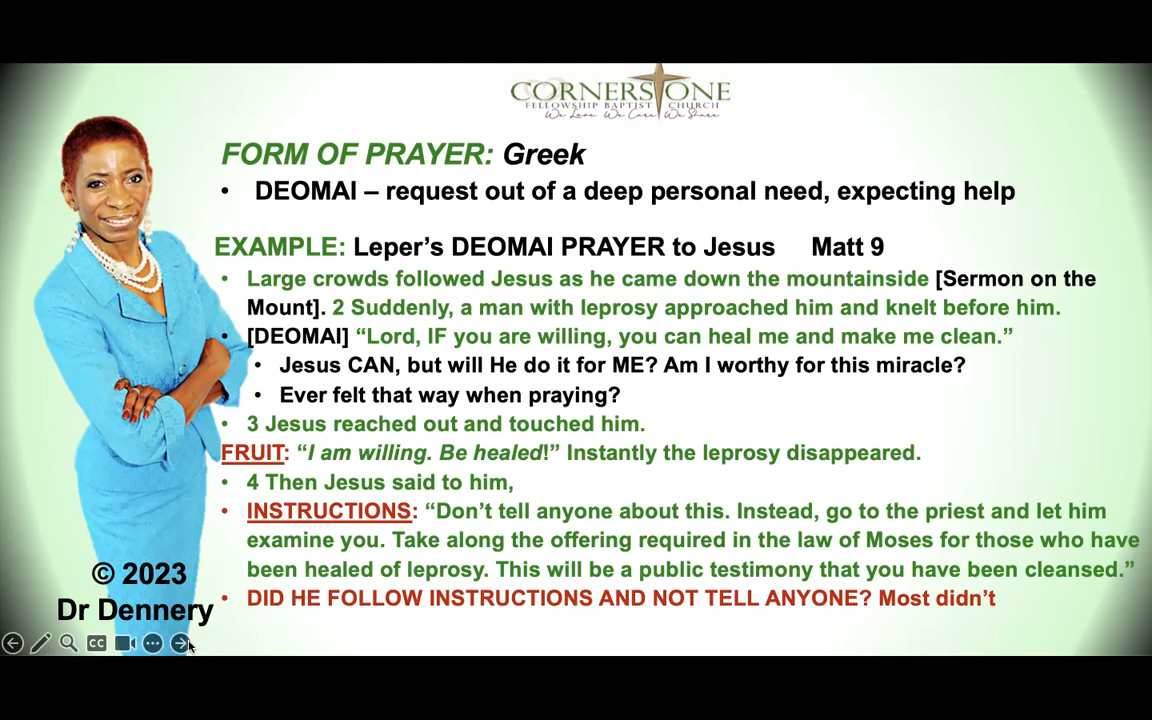 CORNERSTONE
FELLOWSHIP BAPTIST CHURCH
We Love We Care We Share
FORM OF PRAYER: Greek
• DEOMAI – request out of a deep personal need, expecting help
EXAMPLE: Leper’s DEOMAI PRAYER to Jesus Matt 9
• Large crowds followed Jesus as he came down the mountainside [Sermon on the
Mount]. 2 Suddenly, a man with leprosy approached him and knelt before him.
• [DEOMAI] “Lord, IF you are willing, you can heal me and make me clean.”
• Jesus CAN, but will He do it for ME? Am I worthy for this miracle?
• Ever felt that way when praying?
• 3 Jesus reached out and touched him.
FRUIT: “I am willing. Be healed!” Instantly the leprosy disappeared.
• 4 Then Jesus said to him,
• INSTRUCTIONS: “Don’t tell anyone about this. Instead, go to the priest and let him
examine you. Take along the offering required in the law of Moses for those who have
been healed of leprosy. This will be a public testimony that you have been cleansed.”
• DID HE FOLLOW INSTRUCTIONS AND NOT TELL ANYONE? Most didn’t
© 2023
Dr Dennery
CC